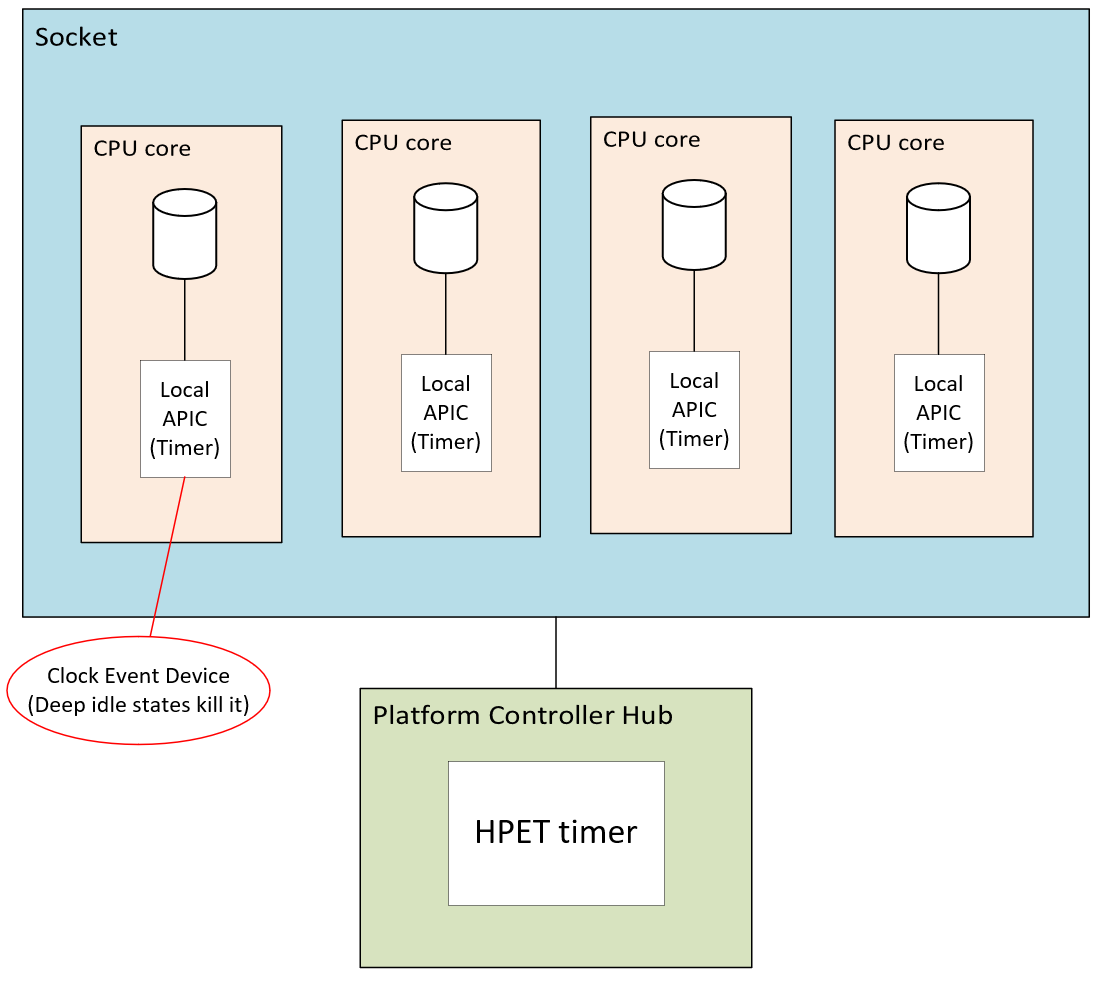 Socket
CPU core
CPU core
CPU core
CPU core
Local
APIC
(Timer)
Local
APIC
(Timer)
Local
APIC
(Timer)
Local
APIC
(Timer)
Clock Event Device
(Deep idle states kill it)
Platform Controller Hub
HPET timer